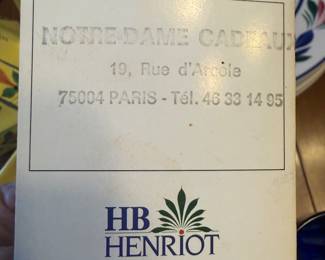 NOTRE-DAME CADEAUX
19, Rue d'Arcole
75004 PARIS - Tél. 46 33 14 95
HB
HENRIOT